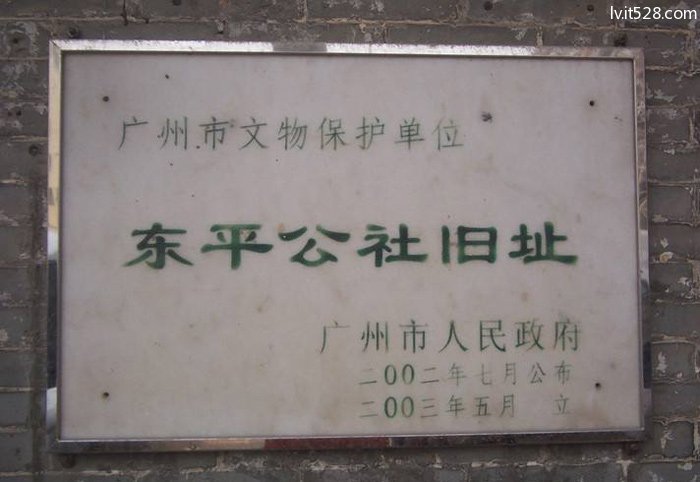 lvit528.com
广州市文物保护单位
东平公社旧址
广州市人民政府
二00二年七月公布
二00三年五月 立